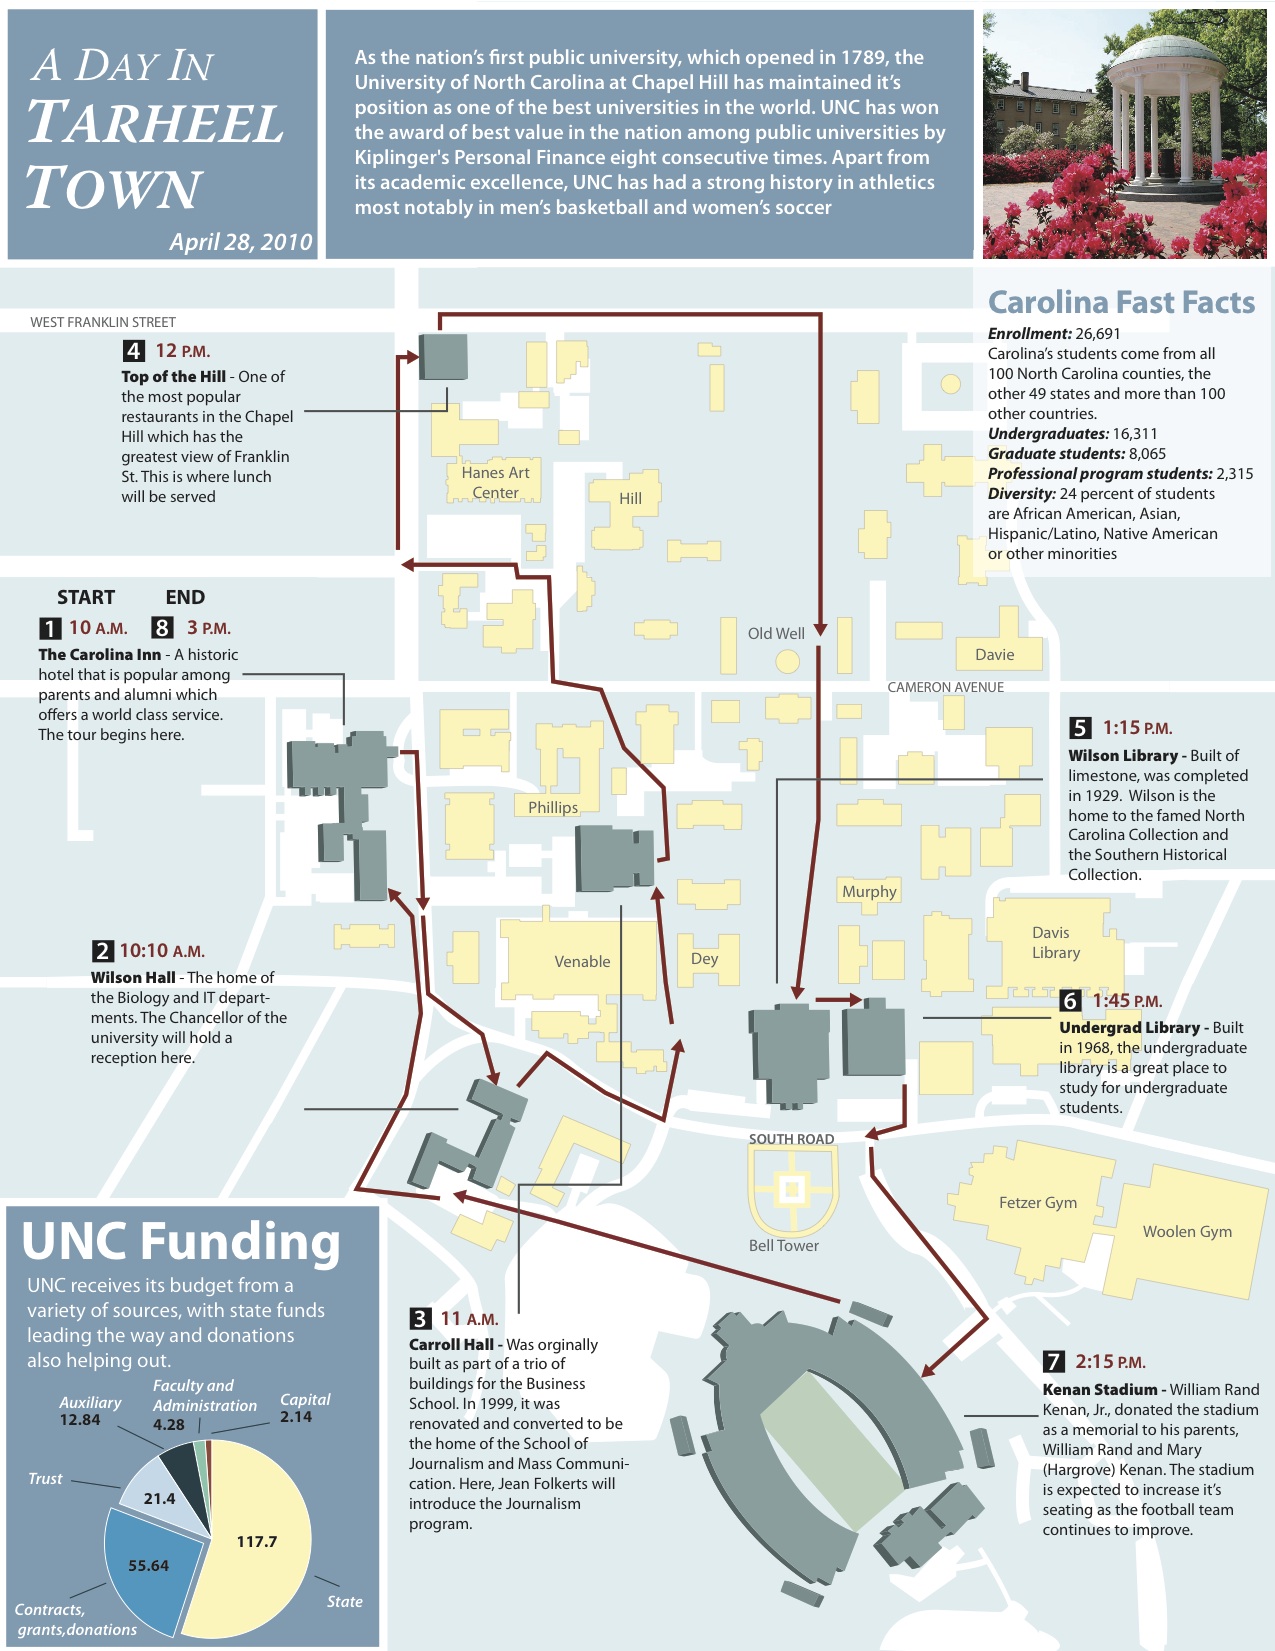 A DAY IN
TARHEEL
TOWN
April 28, 2010
As the nation's first public university, which opened in 1789, the
University of North Carolina at Chapel Hill has maintained it's
position as one of the best universities in the world. UNC has won
the award of best value in the nation among public universities by
Kiplinger's Personal Finance eight consecutive times. Apart from
its academic excellence, UNC has had a strong history in athletics
most notably in men's basketball and women's soccer
Carolina Fast Facts
Enrollment: 26,691
Carolina's students come from all
100 North Carolina counties, the
other 49 states and more than 100
other countries.
Undergraduates: 16,311
Graduate students: 8,065
Professional program students: 2,315
Diversity: 24 percent of students
are African American, Asian,
Hispanic/Latino, Native American
or other minorities
WEST FRANKLIN STREET
4 12 P.M.
Top of the Hill - One of
the most popular
restaurants in the Chapel
Hill which has the
greatest view of Franklin
St. This is where lunch
will be served
Hanes Art
Center
Hill
START END
1 10 A.M. 8 3 P.M.
The Carolina Inn - A historic
hotel that is popular among
parents and alumni which
offers a world class service.
The tour begins here.
Old Well
Davie
CAMERON AVENUE
5 1:15 P.M.
Wilson Library - Built of
limestone, was completed
in 1929. Wilson is the
home to the famed North
Carolina Collection and
the Southern Historical
Collection.
Phillips
Murphy
Davis
Library
Venable
Dey
2 10:10 A.M.
Wilson Hall - The home of
the Biology and IT depart-
ments. The Chancellor of the
university will hold a
reception here.
6 1:45 P.M.
Undergrad Library - Built
in 1968, the undergraduate
library is a great place to
study for undergraduate
students.
SOUTH ROAD
Bell Tower
Fetzer Gym
Woolen Gym
3 11 A.M.
Carroll Hall - Was orginally
built as part of a trio of
buildings for the Business
School. In 1999, it was
renovated and converted to be
the home of the School of
Journalism and Mass Communi-
cation. Here, Jean Folkerts will
introduce the Journalism
program.
7 2:15 P.M.
Kenan Stadium - William Rand
Kenan, Jr., donated the stadium
as a memorial to his parents,
William Rand and Mary
(Hargrove) Kenan. The stadium
is expected to increase it's
seating as the football team
continues to improve.
UNC Funding
UNC receives its budget from a
variety of sources, with state funds
leading the way and donations
also helping out.
Auxiliary
12.84
Faculty and
Administration
4.28
Capital
2.14
Trust
21.4
117.7
55.64
State
Contracts,
grants,donations